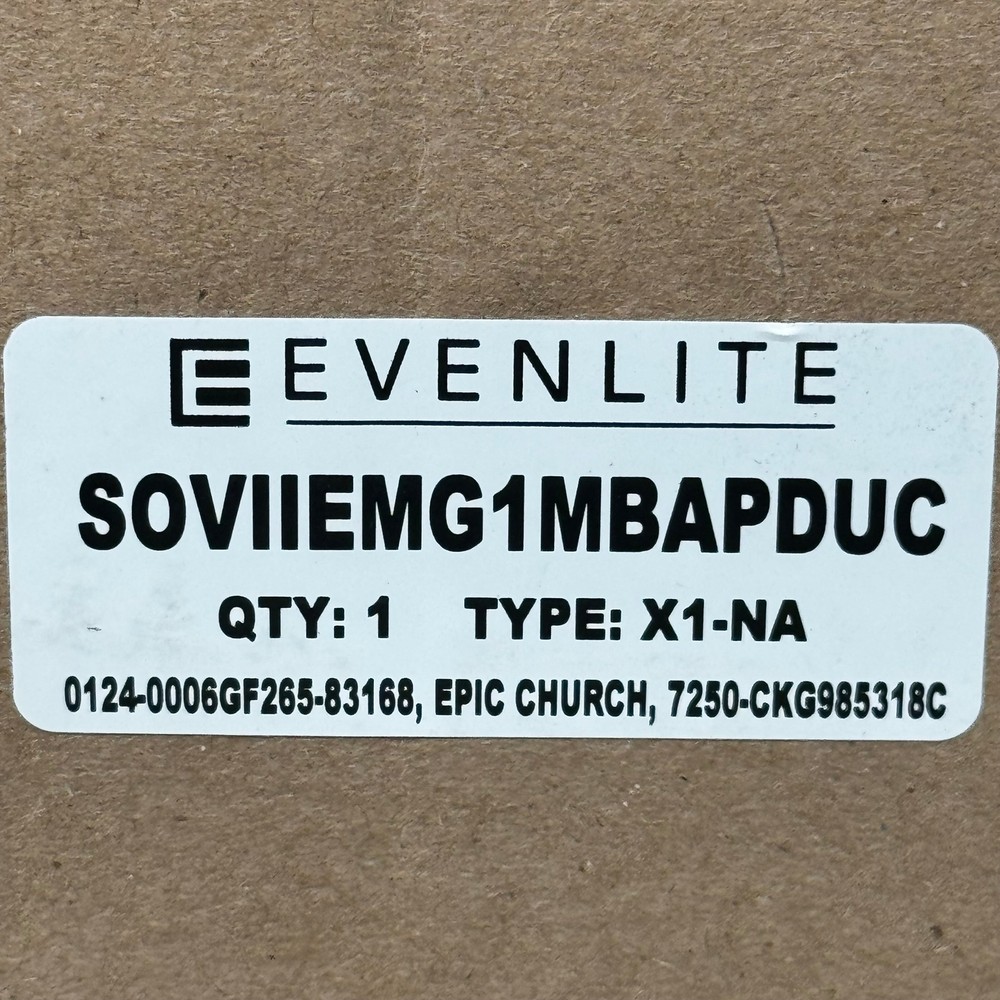 EVENLITE
SOVIIEMG1MBAPDUC
QTY: 1 TYPE: X1-NA
0124-0006GF265-83168, EPIC CHURCH, 7250-CKG985318C